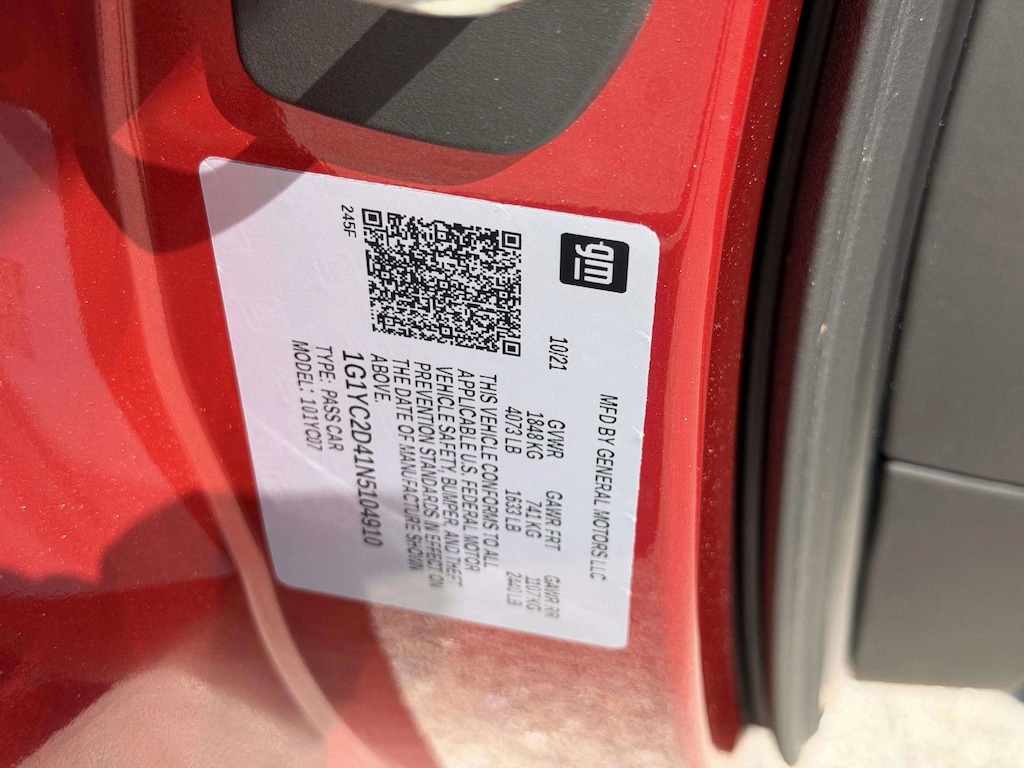 gm
MFD BY GENERAL MOTORS LLC
10/21 GVWR GAWR FRT GAWR RR
1848 KG 741 KG 1107 KG
4073 LB 1633 LB 2440 LB
THIS VEHICLE CONFORMS TO ALL
APPLICABLE U.S. FEDERAL MOTOR
VEHICLE SAFETY, BUMPER, AND THEFT
PREVENTION STANDARDS IN EFFECT ON
THE DATE OF MANUFACTURE SHOWN
ABOVE.
245F
1G1YC2D41N5104910
TYPE: PASS CAR
MODEL: 101YC07